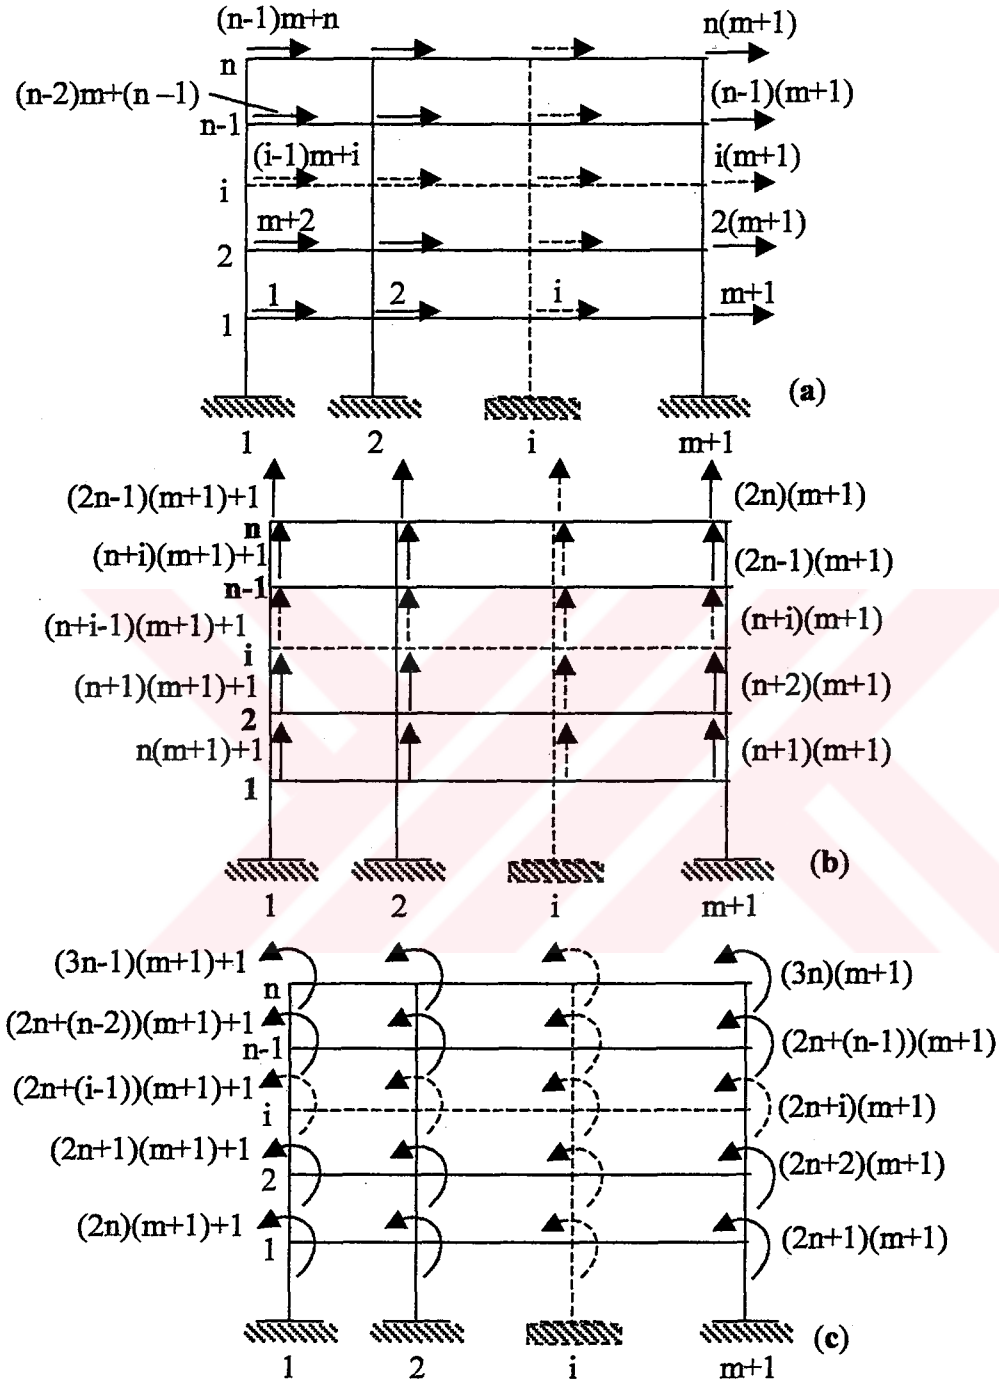 (n-1)m+n n(m+1)
n
(n-2)m+(n –1) (n-1)(m+1)
n-1
(i-1)m+i i(m+1)
i
m+2 2(m+1)
2
1 2 i m+1
1
(a)
1 2 i m+1
(2n-1)(m+1)+1 (2n)(m+1)
n
(n+i)(m+1)+1 (2n-1)(m+1)
n-1
(n+i-1)(m+1)+1 (n+i)(m+1)
i
(n+1)(m+1)+1 (n+2)(m+1)
2
n(m+1)+1 (n+1)(m+1)
1
(b)
1 2 i m+1
(3n-1)(m+1)+1 (3n)(m+1)
n
(2n+(n-2))(m+1)+1 (2n+(n-1))(m+1)
n-1
(2n+(i-1))(m+1)+1 (2n+i)(m+1)
i
(2n+1)(m+1)+1 (2n+2)(m+1)
2
(2n)(m+1)+1 (2n+1)(m+1)
1
(c)
1 2 i m+1